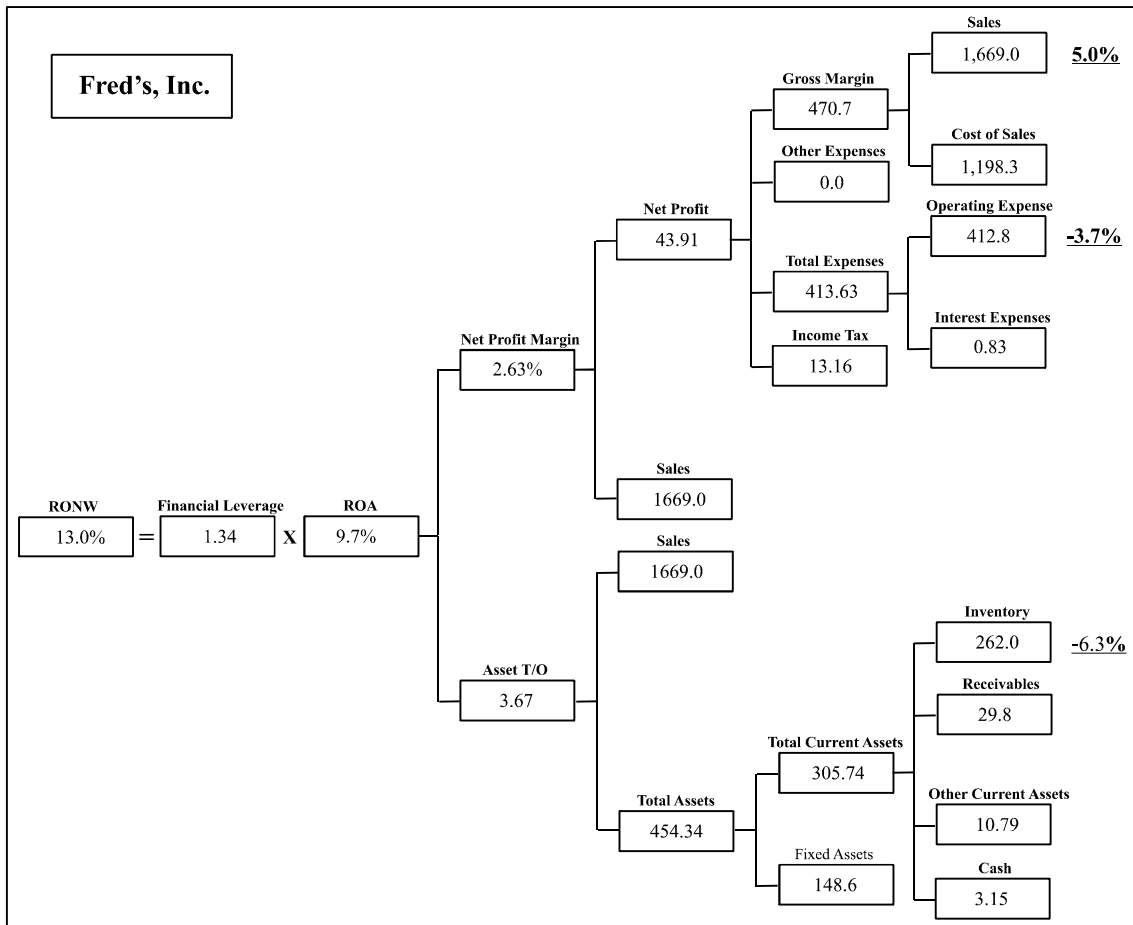 Fred's, Inc.
Sales
1,669.0
5.0%
Gross Margin
470.7
Cost of Sales
1,198.3
Other Expenses
0.0
Net Profit
43.91
Operating Expense
412.8
-3.7%
Total Expenses
413.63
Interest Expenses
0.83
Income Tax
13.16
Net Profit Margin
2.63%
Sales
1669.0
RONW
13.0%
=
Financial Leverage
1.34
X
ROA
9.7%
Sales
1669.0
Asset T/O
3.67
Inventory
262.0
-6.3%
Receivables
29.8
Total Current Assets
305.74
Other Current Assets
10.79
Total Assets
454.34
Fixed Assets
148.6
Cash
3.15